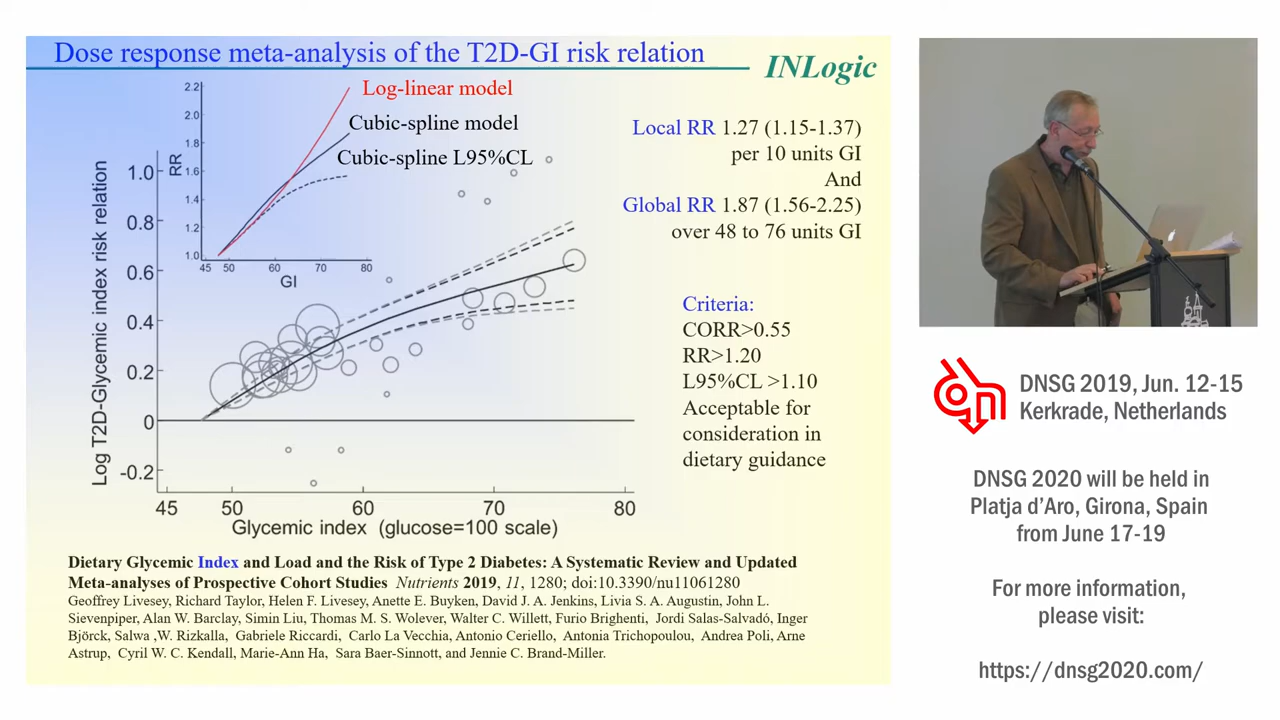 Dose response meta-analysis of the T2D-GI risk relation
INLogic
2.2
2.0
1.8
1.6
1.4
1.2
1.0
RR
45 50 60 70 80
GI
Log-linear model
Cubic-spline model
Cubic-spline L95%CL
1.0
0.8
0.6
0.4
0.2
0
-0.2
Log T2D-Glycemic index risk relation
45 50 60 70 80
Glycemic index (glucose=100 scale)
Local RR 1.27 (1.15-1.37)
per 10 units GI
And
Global RR 1.87 (1.56-2.25)
over 48 to 76 units GI
Criteria:
CORR>0.55
RR>1.20
L95%CL >1.10
Acceptable for
consideration in
dietary guidance
Dietary Glycemic Index and Load and the Risk of Type 2 Diabetes: A Systematic Review and Updated
Meta-analyses of Prospective Cohort Studies Nutrients 2019, 11, 1280; doi:10.3390/nu11061280
Geoffrey Livesey, Richard Taylor, Helen F. Livesey, Anette E. Buyken, David J. A. Jenkins, Livia S. A. Augustin, John L.
Sievenpiper, Alan W. Barclay, Simin Liu, Thomas M. S. Wolever, Walter C. Willett, Furio Brighenti, Jordi Salas-Salvadó, Inger
Björck, Salwa ,W. Rizkalla, Gabriele Riccardi, Carlo La Vecchia, Antonio Ceriello, Antonia Trichopoulou, Andrea Poli, Arne
Astrup, Cyril W. C. Kendall, Marie-Ann Ha, Sara Baer-Sinnott, and Jennie C. Brand-Miller.
DNSG 2019, Jun. 12-15
Kerkrade, Netherlands
DNSG 2020 will be held in
Platja d’Aro, Girona, Spain
from June 17-19
For more information,
please visit:
https://dnsg2020.com/